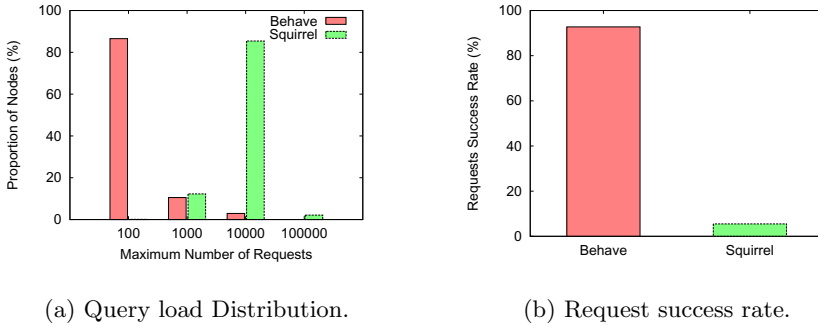 Proportion of Nodes (%)
100
80
60
40
20
0
Behave
Squirrel
100
1000
10000
100000
Maximum Number of Requests
(a) Query load Distribution.
Requests Success Rate (%)
100
80
60
40
20
0
Behave
Squirrel
(b) Request success rate.